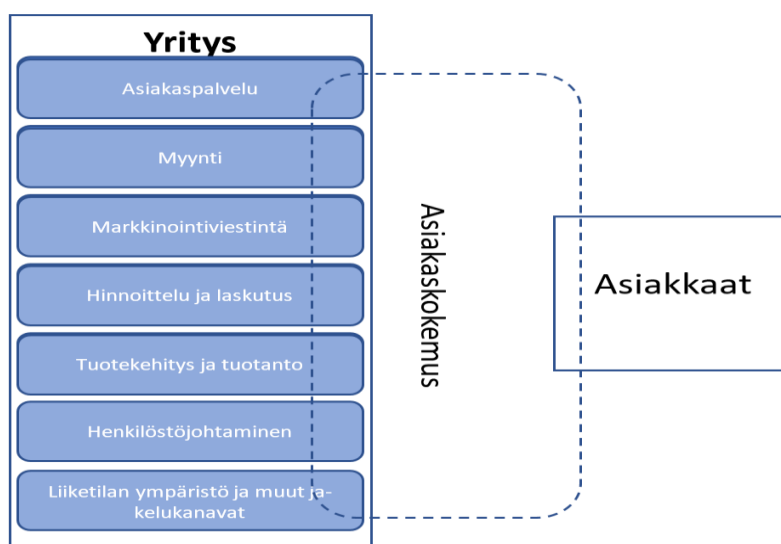 Yritys
Asiakaspalvelu
Myynti
Markkinointiviestintä
Hinnoittelu ja laskutus
Tuotekehitys ja tuotanto
Henkilöstöjohtaminen
Liiketilan ympäristö ja muut ja-
kelukanavat
Asiakaskokemus
Asiakkaat